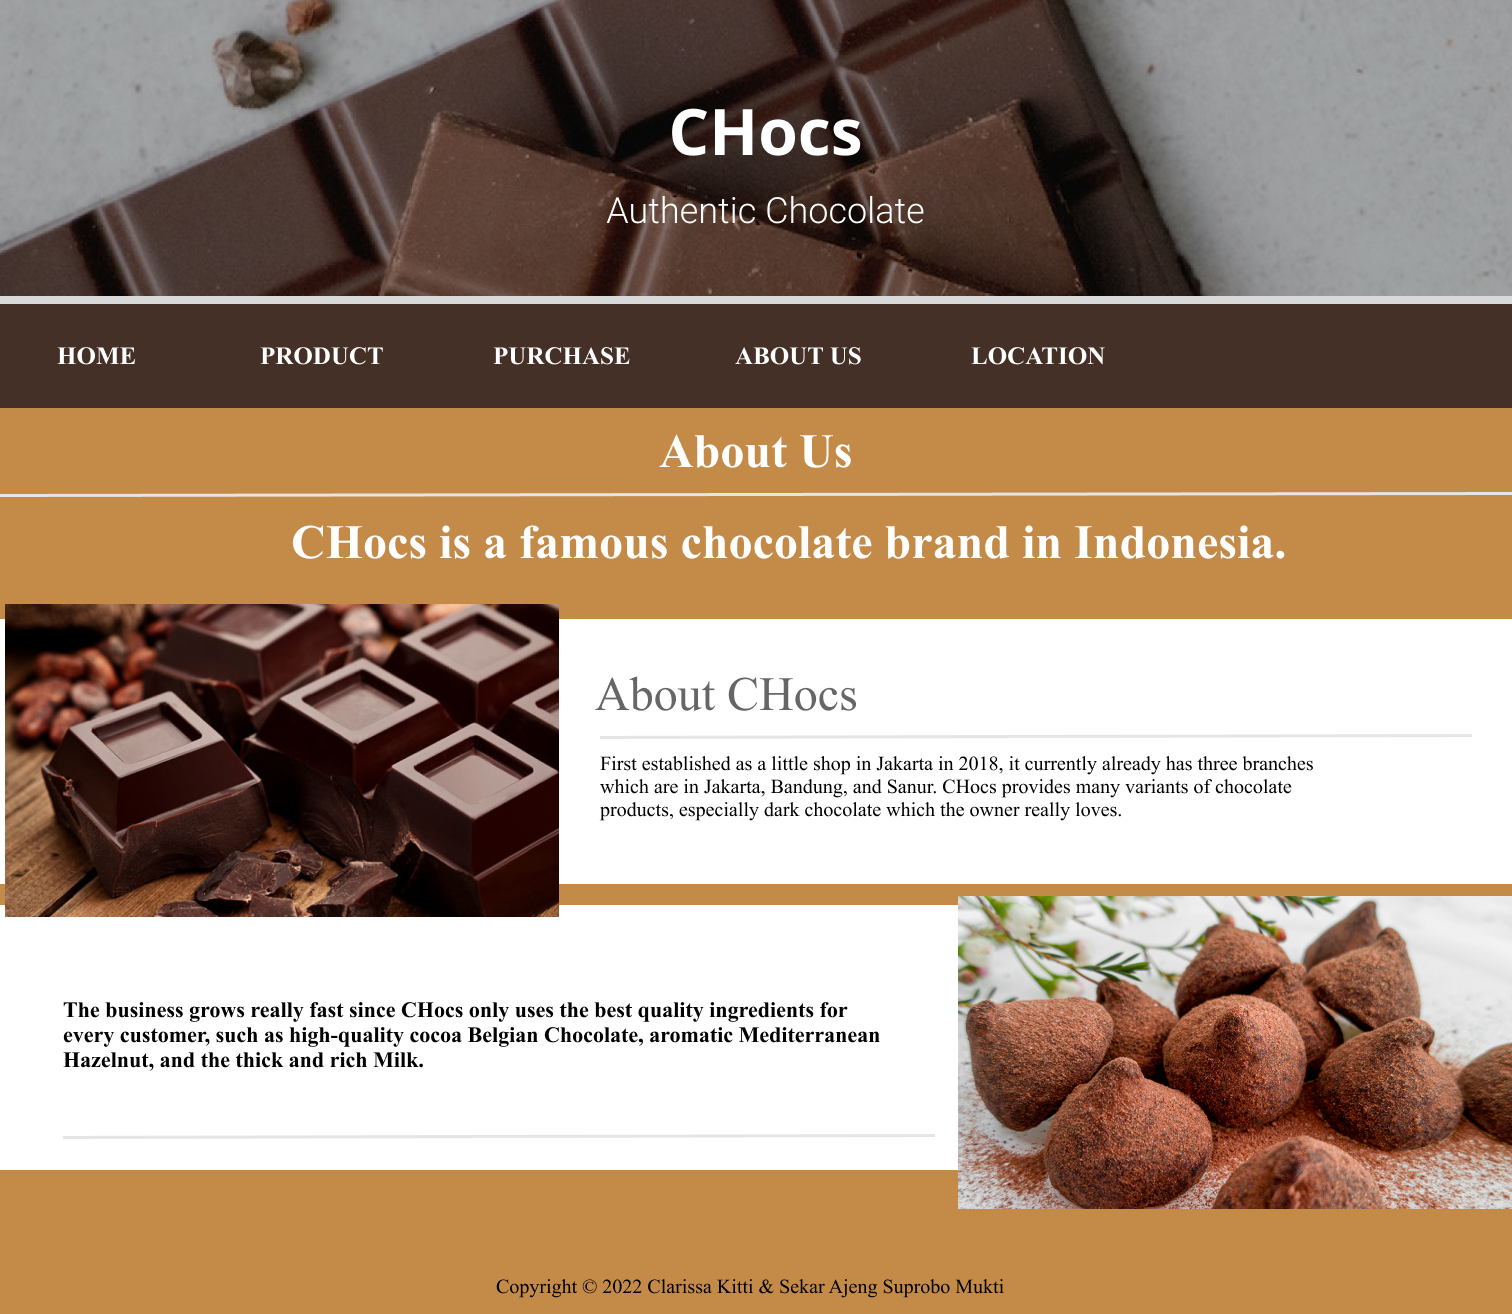 CHocs
Authentic Chocolate
HOME PRODUCT PURCHASE ABOUT US LOCATION
About Us
CHocs is a famous chocolate brand in Indonesia.
About CHocs
First established as a little shop in Jakarta in 2018, it currently already has three branches
which are in Jakarta, Bandung, and Sanur. CHocs provides many variants of chocolate
products, especially dark chocolate which the owner really loves.
The business grows really fast since CHocs only uses the best quality ingredients for
every customer, such as high-quality cocoa Belgian Chocolate, aromatic Mediterranean
Hazelnut, and the thick and rich Milk.
Copyright © 2022 Clarissa Kitti & Sekar Ajeng Suprobo Mukti